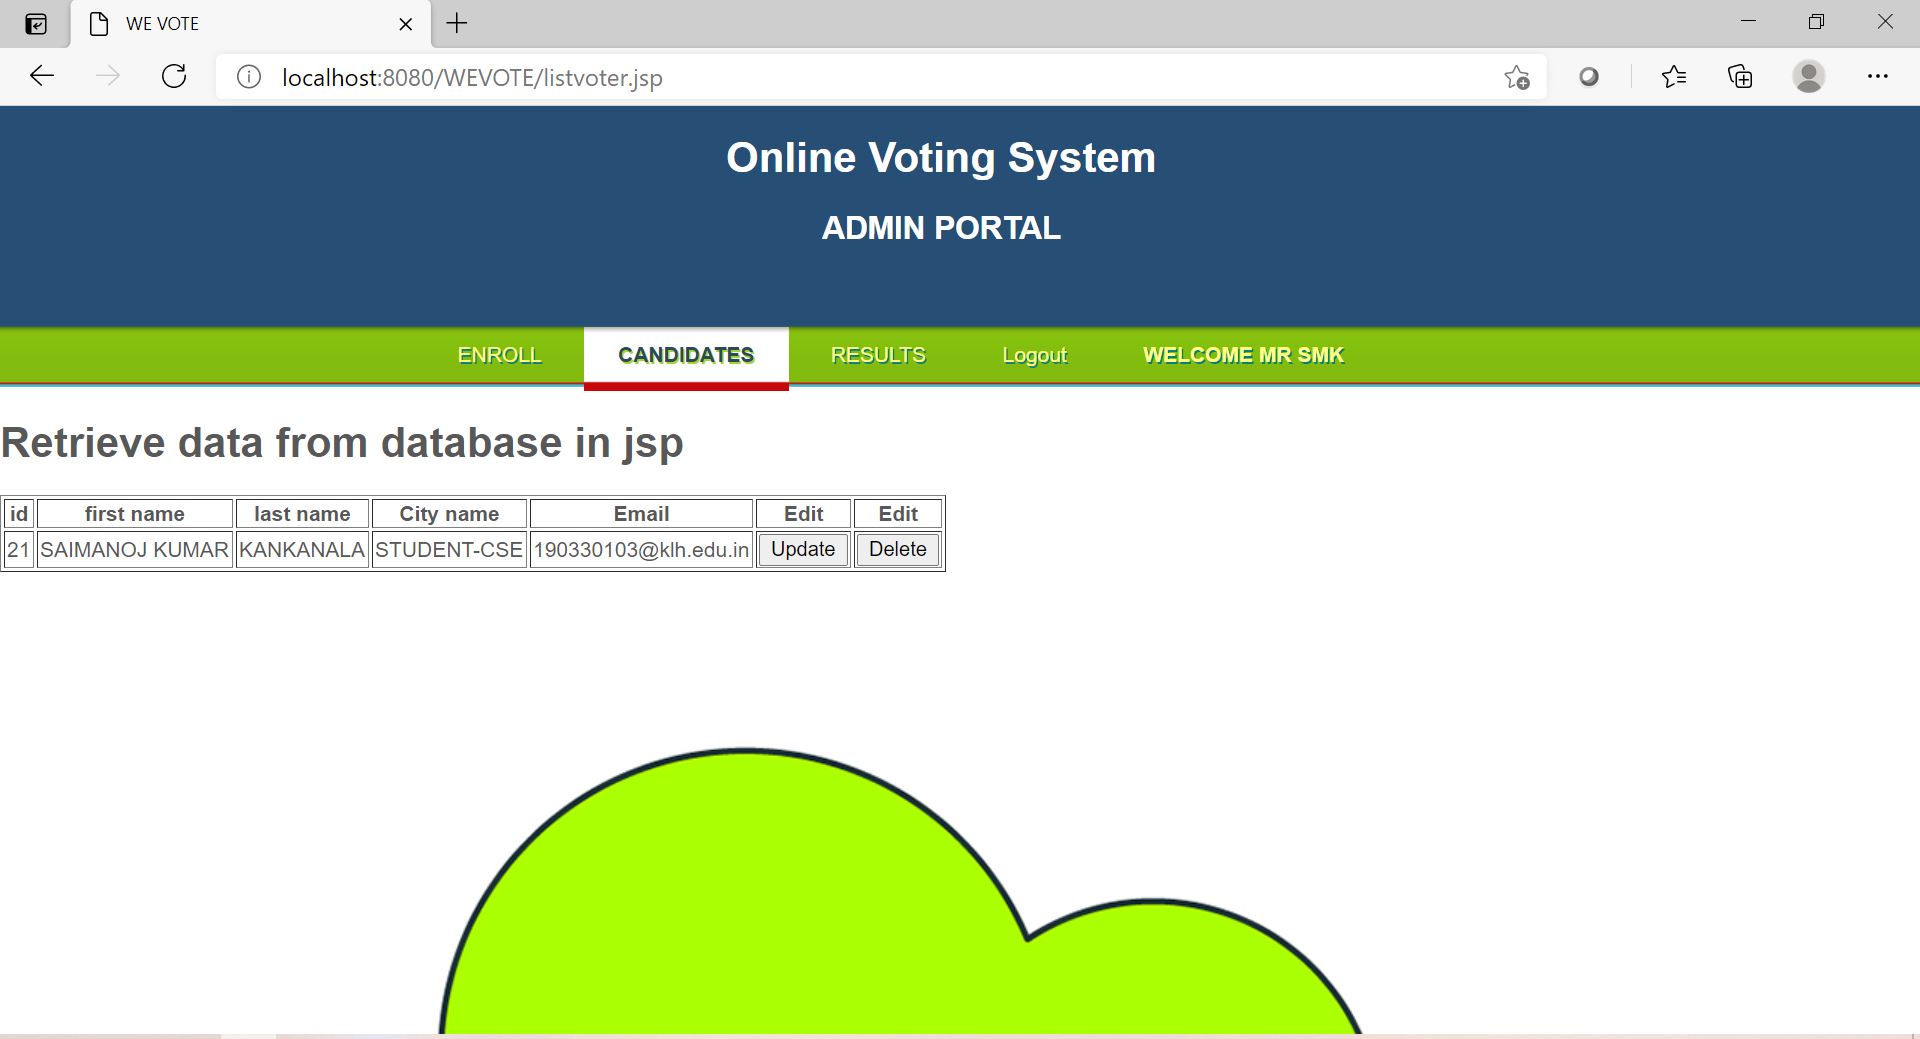 WE VOTE
localhost:8080/WEVOTE/listvoter.jsp
Online Voting System
ADMIN PORTAL
ENROLL CANDIDATES RESULTS Logout WELCOME MR SMK
Retrieve data from database in jsp
id first name last name City name Email Edit Edit
21 SAIMANOJ KUMAR KANKANALA STUDENT-CSE 190330103@klh.edu.in Update Delete